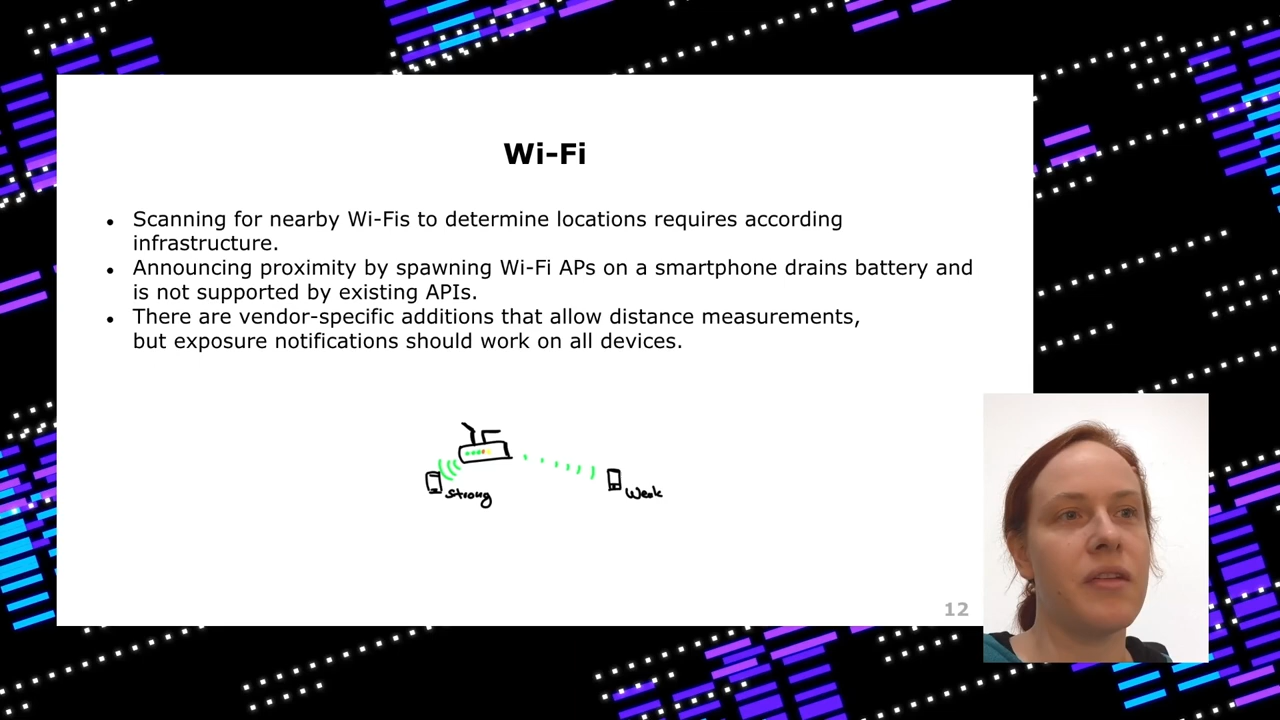 Wi-Fi
Scanning for nearby Wi-Fis to determine locations requires according
infrastructure.
Announcing proximity by spawning Wi-Fi APs on a smartphone drains battery and
is not supported by existing APIs.
There are vendor-specific additions that allow distance measurements,
but exposure notifications should work on all devices.
Strong
Weak
12